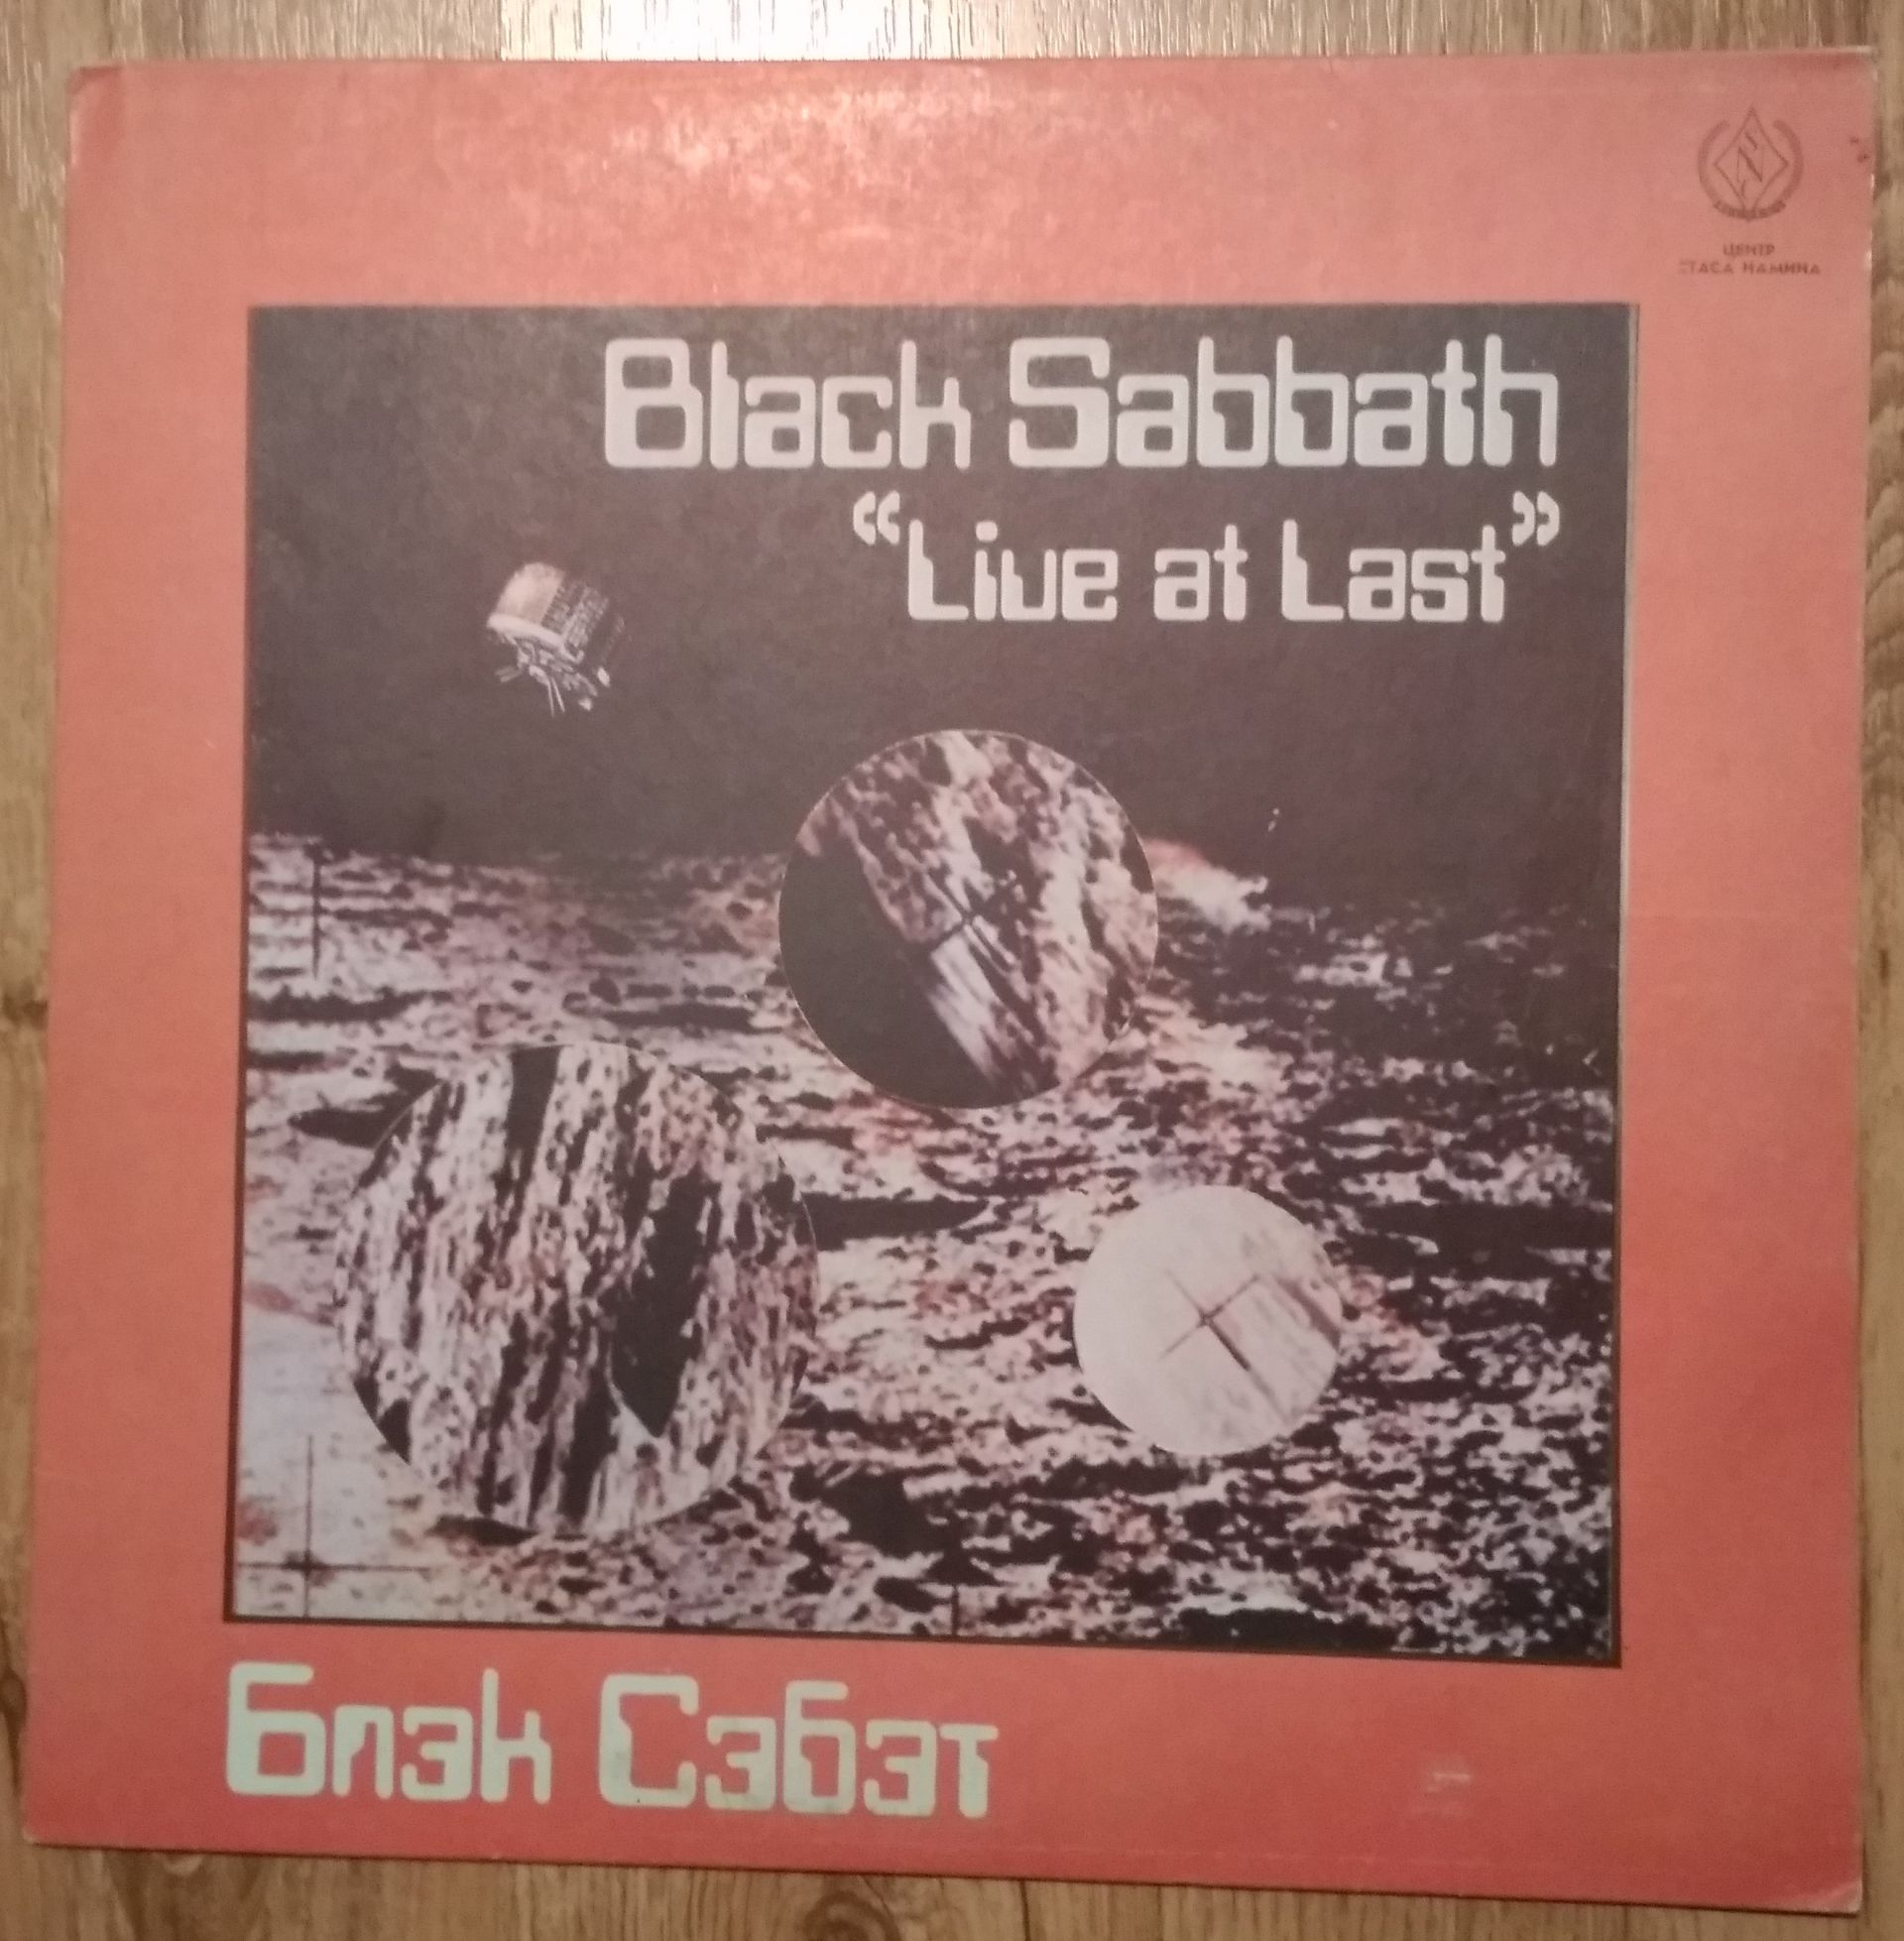 ЦЕНТР
СТАСА НАМИНА
Black Sabbath
“Live at Last”
Блэк Сэбэт